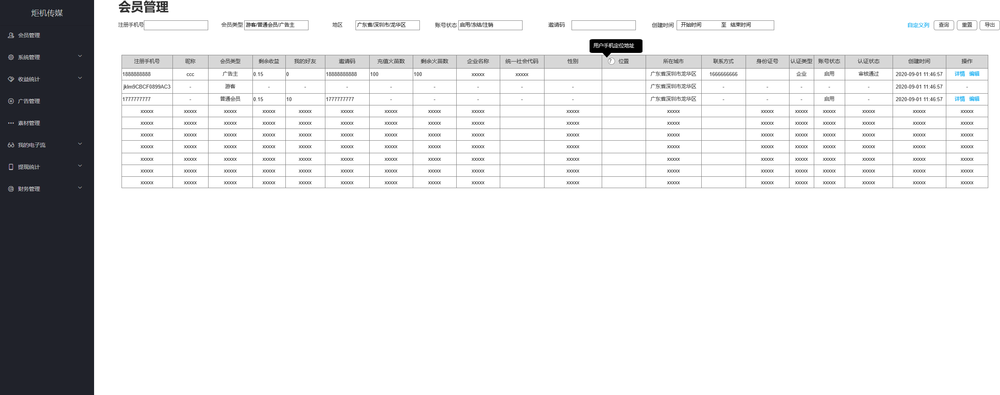 炬机传媒
会员管理
系统管理
收益统计
广告管理
素材管理
我的电子流
提现统计
财务管理
会员管理
注册手机号 会员类型 游客/普通会员/广告主 地区 广东省/深圳市/龙华区 账号状态 启用/冻结/注销 邀请码 创建时间 开始时间 至 结束时间 自定义列 查询 重置 导出
用户手机定位地址
注册手机号 昵称 会员类型 剩余收益 我的好友 邀请码 充值火苗数 剩余火苗数 企业名称 统一社会代码 性别 ? 位置 所在城市 联系方式 身份证号 认证类型 账号状态 认证状态 创建时间 操作
1888888888 ccc 广告主 0.15 0 18888888888 100 100 xxxxx xxxxx 广东省深圳市龙华区 1666666666 企业 启用 审核通过 2020-09-01 11:46:57 详情 编辑
jklm9CBCF0899AC3 - 游客 - - - - - - - - 广东省深圳市龙华区 - - - - - 2020-09-01 11:46:57 -
1777777777 - 普通会员 0.15 10 1777777777 - - - - - 广东省深圳市龙华区 - - - 启用 - 2020-09-01 11:46:57 详情 编辑
xxxxx xxxxx xxxxx xxxxx xxxxx xxxxx xxxxx xxxxx xxxxx xxxxx xxxxx xxxxx xxxxx xxxxx xxxxx xxxxx xxxxx
xxxxx xxxxx xxxxx xxxxx xxxxx xxxxx xxxxx xxxxx xxxxx xxxxx xxxxx xxxxx xxxxx xxxxx xxxxx xxxxx xxxxx
xxxxx xxxxx xxxxx xxxxx xxxxx xxxxx xxxxx xxxxx xxxxx xxxxx xxxxx xxxxx xxxxx xxxxx xxxxx xxxxx xxxxx
xxxxx xxxxx xxxxx xxxxx xxxxx xxxxx xxxxx xxxxx xxxxx xxxxx xxxxx xxxxx xxxxx xxxxx xxxxx xxxxx xxxxx
xxxxx xxxxx xxxxx xxxxx xxxxx xxxxx xxxxx xxxxx xxxxx xxxxx xxxxx xxxxx xxxxx xxxxx xxxxx xxxxx xxxxx
xxxxx xxxxx xxxxx xxxxx xxxxx xxxxx xxxxx xxxxx xxxxx xxxxx xxxxx xxxxx xxxxx xxxxx xxxxx xxxxx xxxxx
xxxxx xxxxx xxxxx xxxxx xxxxx xxxxx xxxxx xxxxx xxxxx xxxxx xxxxx xxxxx xxxxx xxxxx xxxxx xxxxx xxxxx